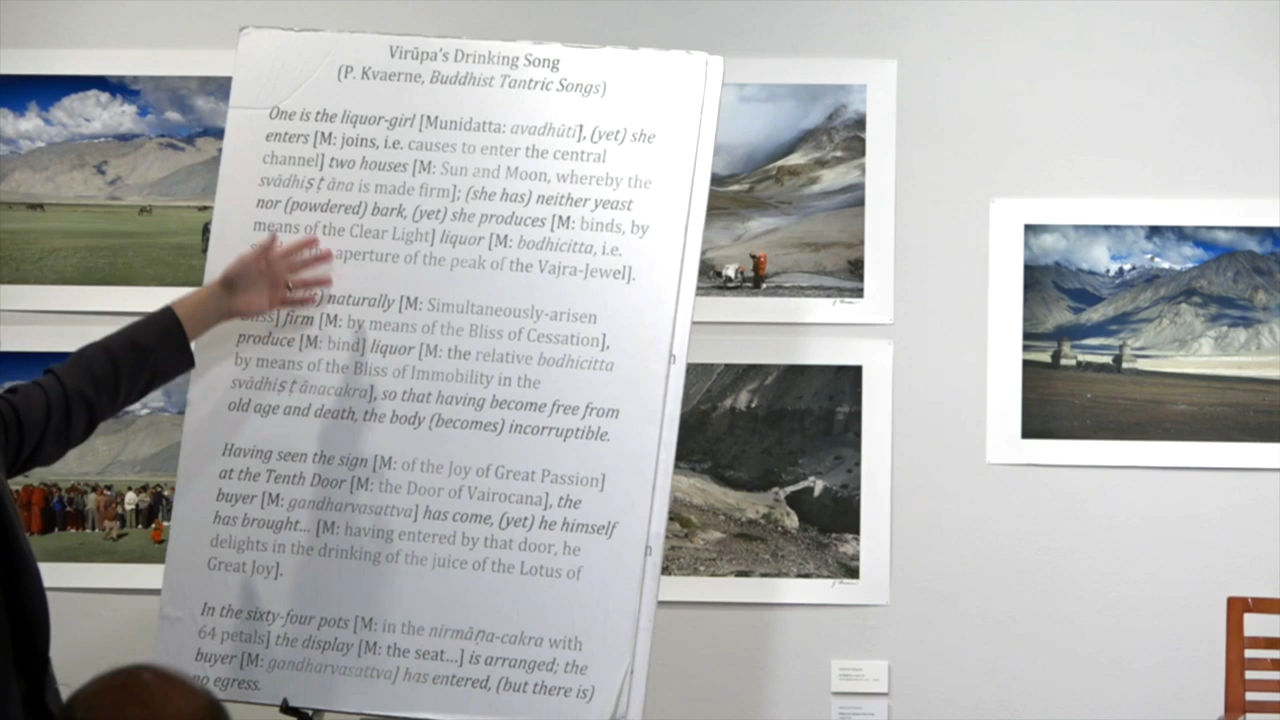 Virūpa's Drinking Song
(P. Kvaerne, Buddhist Tantric Songs)
One is the liquor-girl [Munidatta: avadhūti], (yet) she
enters [M: joins, i.e. causes to enter the central
channel] two houses [M: Sun and Moon, whereby the
svādhiṣṭāna is made firm]; (she has) neither yeast
nor (powdered) bark, (yet) she produces [M: binds, by
means of the Clear Light] liquor [M: bodhicitta, i.e.
aperture of the peak of the Vajra-Jewel].
naturally [M: Simultaneously-arisen
Bliss] firm [M: by means of the Bliss of Cessation],
produce [M: bind] liquor [M: the relative bodhicitta
by means of the Bliss of Immobility in the
svādhiṣṭānacakra], so that having become free from
old age and death, the body (becomes) incorruptible.
Having seen the sign [M: of the Joy of Great Passion]
at the Tenth Door [M: the Door of Vairocana], the
buyer [M: gandharvasattva] has come, (yet) he himself
has brought... [M: having entered by that door, he
delights in the drinking of the juice of the Lotus of
Great Joy].
In the sixty-four pots [M: in the nirmāṇa-cakra with
64 petals] the display [M: the seat...] is arranged; the
buyer [M: gandharvasattva] has entered, (but there is)
no egress.